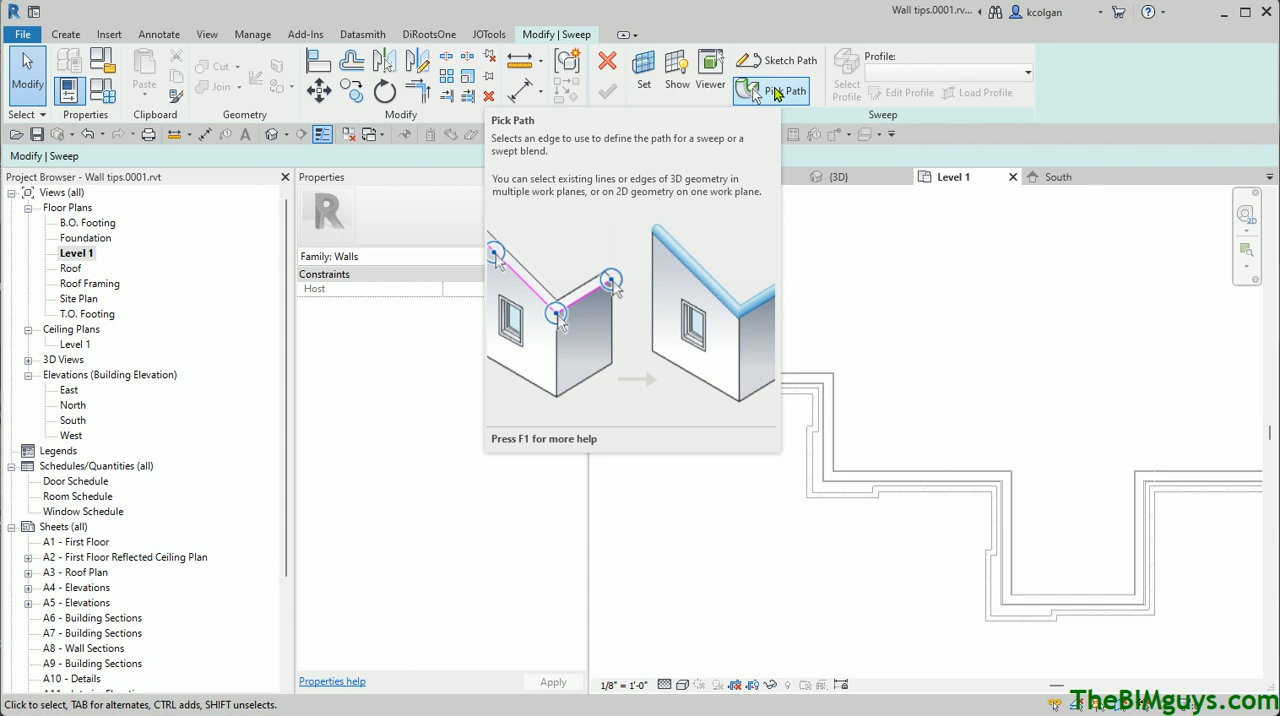 Wall tips.0001.rv...
kcolgan
File
Create
Insert
Annotate
View
Manage
Add-Ins
Datasmith
DiRootsOne
JOTools
Modify | Sweep
Modify
Paste
Cut
Join
Set
Show
Viewer
Sketch Path
Pick Path
Select Profile
Profile:
Edit Profile
Load Profile
Select
Properties
Clipboard
Geometry
Modify
Sweep
Modify | Sweep
Pick Path
Selects an edge to use to define the path for a sweep or a
swept blend.
You can select existing lines or edges of 3D geometry in
multiple work planes, or on 2D geometry on one work plane.
Press F1 for more help
Project Browser - Wall tips.0001.rvt
Views (all)
Floor Plans
B.O. Footing
Foundation
Level 1
Roof
Roof Framing
Site Plan
T.O. Footing
Ceiling Plans
Level 1
3D Views
Elevations (Building Elevation)
East
North
South
West
Legends
Schedules/Quantities (all)
Door Schedule
Room Schedule
Window Schedule
Sheets (all)
A1 - First Floor
A2 - First Floor Reflected Ceiling Plan
A3 - Roof Plan
A4 - Elevations
A5 - Elevations
A6 - Building Sections
A7 - Building Sections
A8 - Wall Sections
A9 - Building Sections
A10 - Details
Properties
Family: Walls
Constraints
Host
Properties help
Apply
{3D}
Level 1
South
2D
1/8" = 1'-0"
Click to select, TAB for alternates, CTRL adds, SHIFT unselects.
TheBIMguys.com